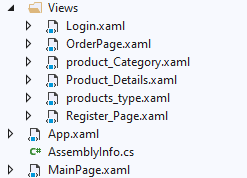 Views
Login.xaml
OrderPage.xaml
product_Category.xaml
Product_Details.xaml
products_type.xaml
Register_Page.xaml
App.xaml
C# AssemblyInfo.cs
MainPage.xaml